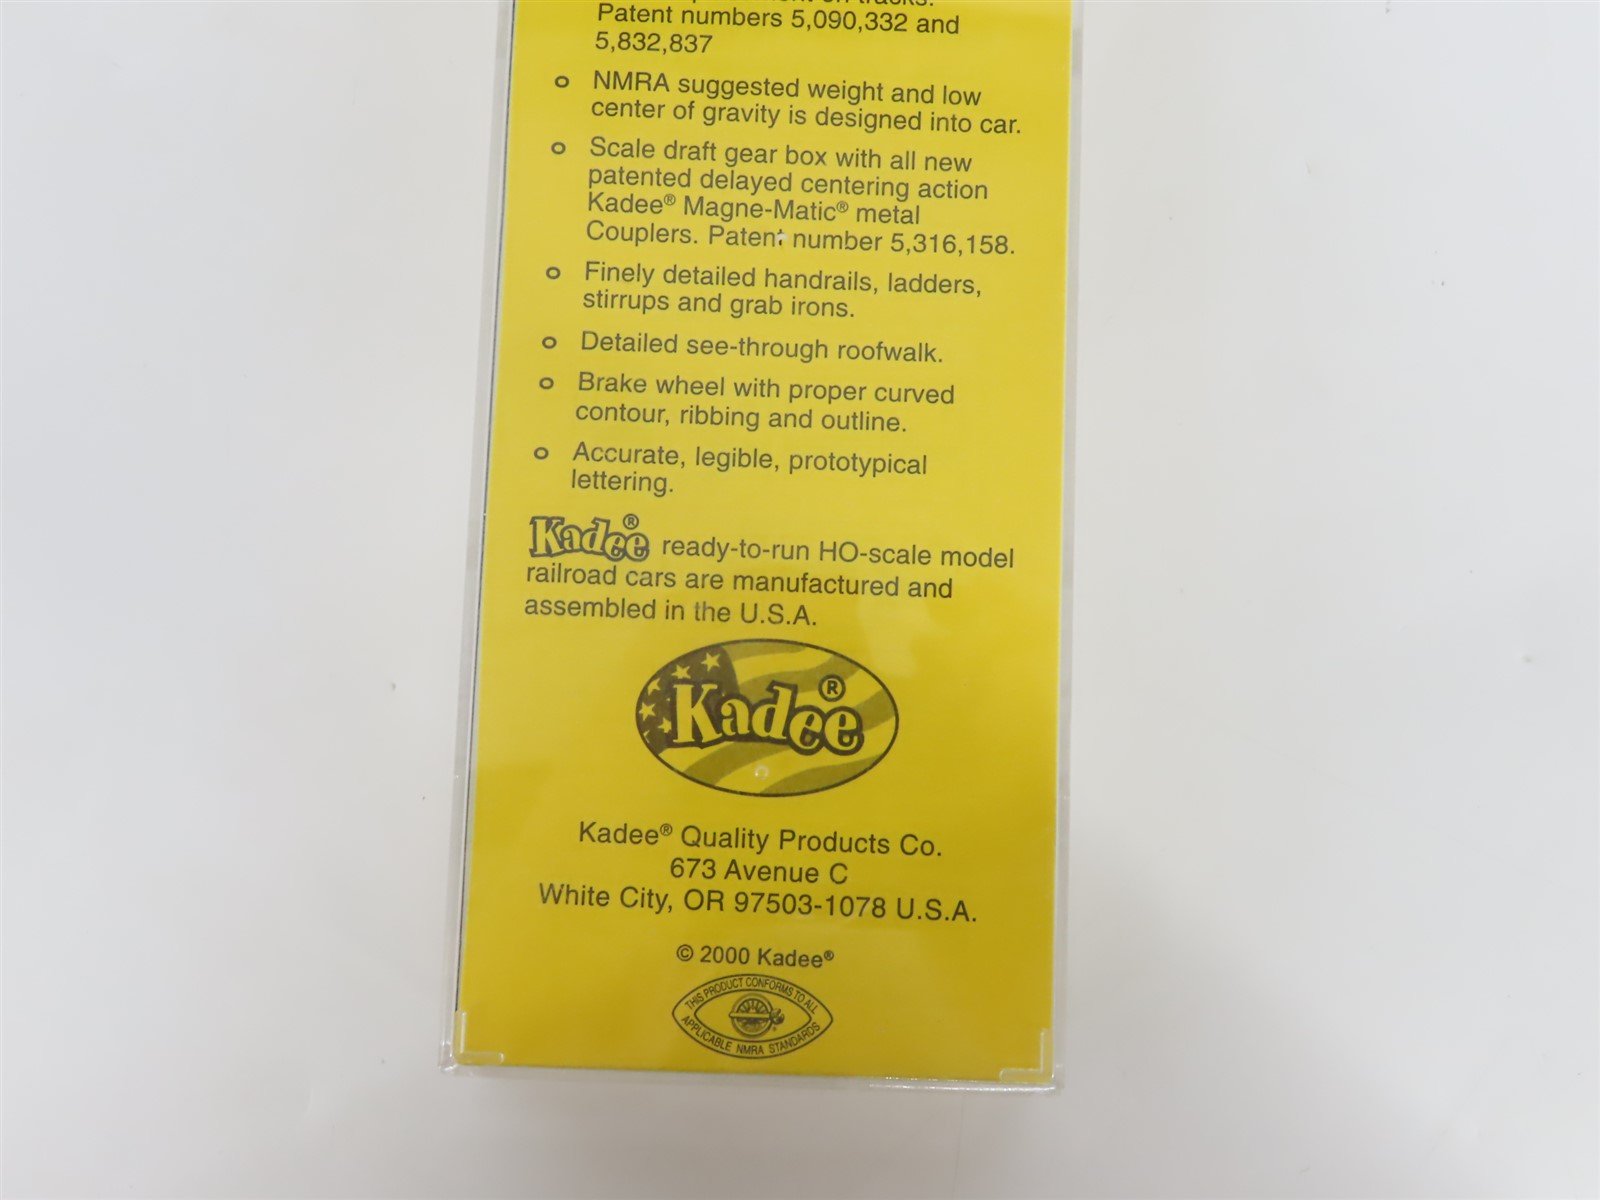 on tracks.
Patent numbers 5,090,332 and
5,832,837
o NMRA suggested weight and low
center of gravity is designed into car.
o Scale draft gear box with all new
patented delayed centering action
Kadee® Magne-Matic® metal
Couplers. Patent number 5,316,158.
o Finely detailed handrails, ladders,
stirrups and grab irons.
o Detailed see-through roofwalk.
o Brake wheel with proper curved
contour, ribbing and outline.
o Accurate, legible, prototypical
lettering.
Kadee® ready-to-run HO-scale model
railroad cars are manufactured and
assembled in the U.S.A.
Kadee®
Kadee® Quality Products Co.
673 Avenue C
White City, OR 97503-1078 U.S.A.
© 2000 Kadee®
THIS PRODUCT CONFORMS TO ALL
APPLICABLE NMRA STANDARDS